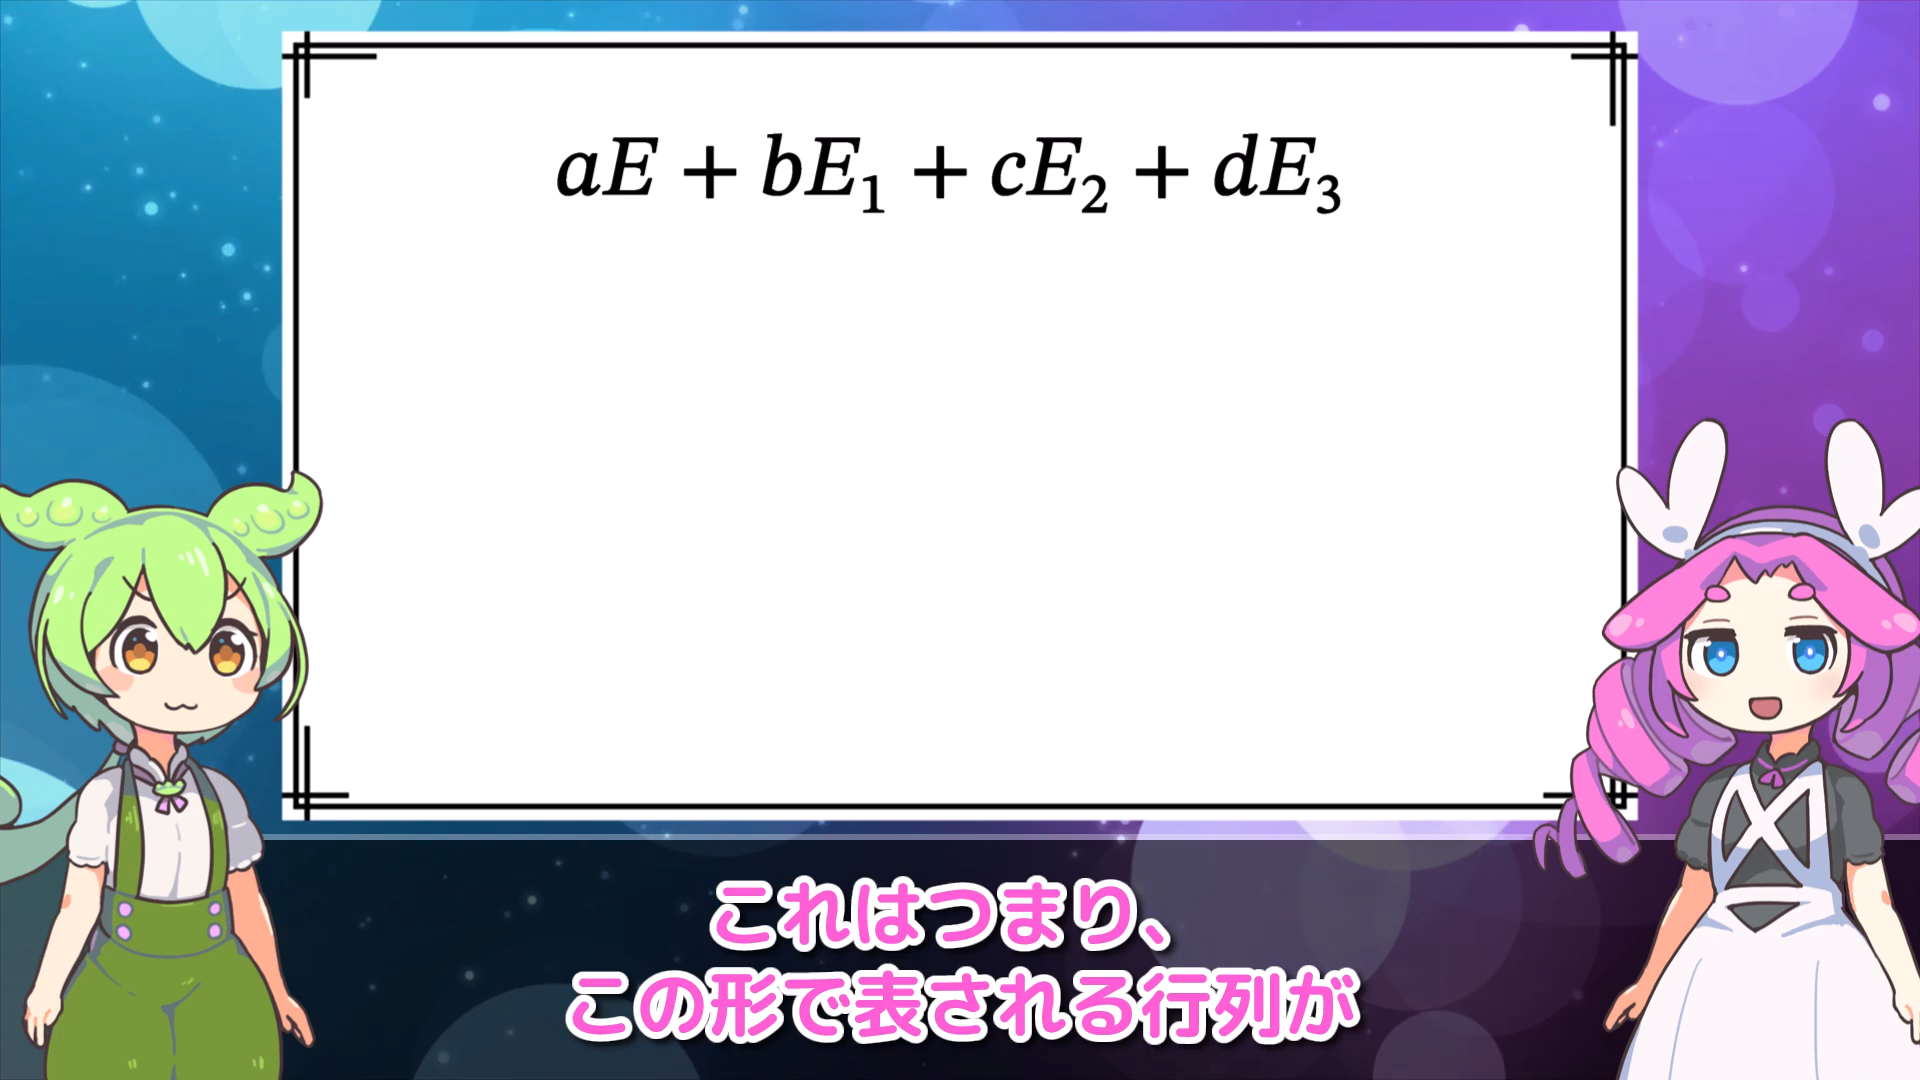 aE + bE₁ + cE₂ + dE₃
これはつまり、
この形で表される行列が